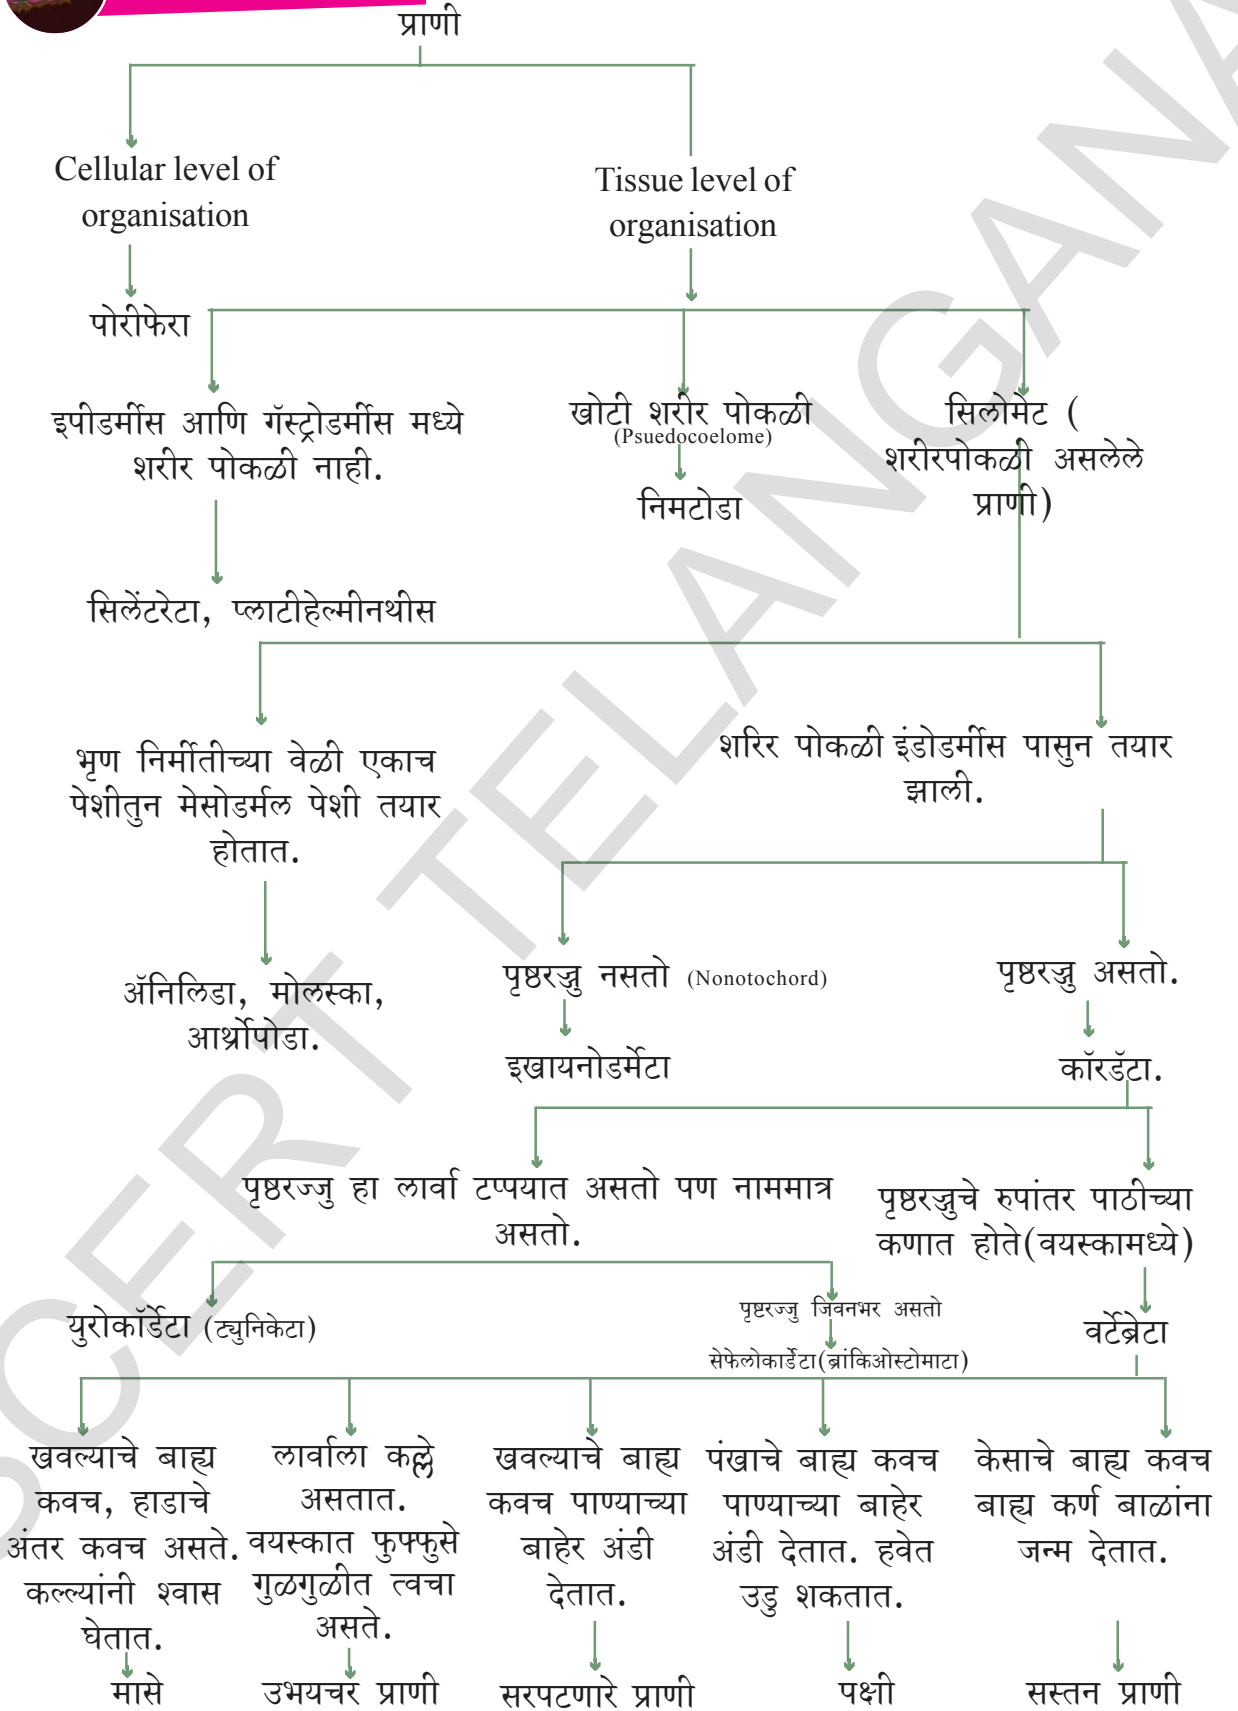 प्राणी
Cellular level of
organisation
Tissue level of
organisation
पोरीफेरा
इपीडर्मीस आणि गॅस्ट्रोडर्मीस मध्ये
शरीर पोकळी नाही.
खोटी शरीर पोकळी
(Psuedocoelome)
निमटोडा
सिलोमेट (
शरीरपोकळी असलेले
प्राणी)
सिलेंटरेटा, प्लाटीहेल्मीनथीस
भृण निर्मीतीच्या वेळी एकाच
पेशीतुन मेसोडर्मल पेशी तयार
होतात.
शरिर पोकळी इंडोडर्मीस पासुन तयार
झाली.
ॲनिलिडा, मोलस्का,
आर्थ्रोपोडा.
पृष्ठरज्जु नसतो (Nonotochord)
इखायनोडर्मेटा
पृष्ठरज्जु असतो.
कॉरडॅटा.
पृष्ठरज्जु हा लार्वा टप्पयात असतो पण नाममात्र
असतो.
पृष्ठरज्जुचे रुपांतर पाठीच्या
कणात होते(वयस्कामध्ये)
युरोकॉर्डेटा (ट्युनिकेटा)
पृष्टरज्जु जिवनभर असतो
सेफेलोकार्डेटा(ब्रांकिओस्टोमाटा)
वर्टेब्रेटा
खवल्याचे बाह्य
कवच, हाडाचे
अंतर कवच असते.
कल्ल्यांनी श्वास
घेतात.
मासे
लार्वाला कल्ले
असतात.
वयस्कात फुफ्फुसे
गुळगुळीत त्वचा
असते.
उभयचर प्राणी
खवल्याचे बाह्य
कवच पाण्याच्या
बाहेर अंडी
देतात.
सरपटणारे प्राणी
पंखाचे बाह्य कवच
पाण्याच्या बाहेर
अंडी देतात. हवेत
उडु शकतात.
पक्षी
केसाचे बाह्य कवच
बाह्य कर्ण बाळांना
जन्म देतात.
सस्तन प्राणी
SCERT TELANGANA